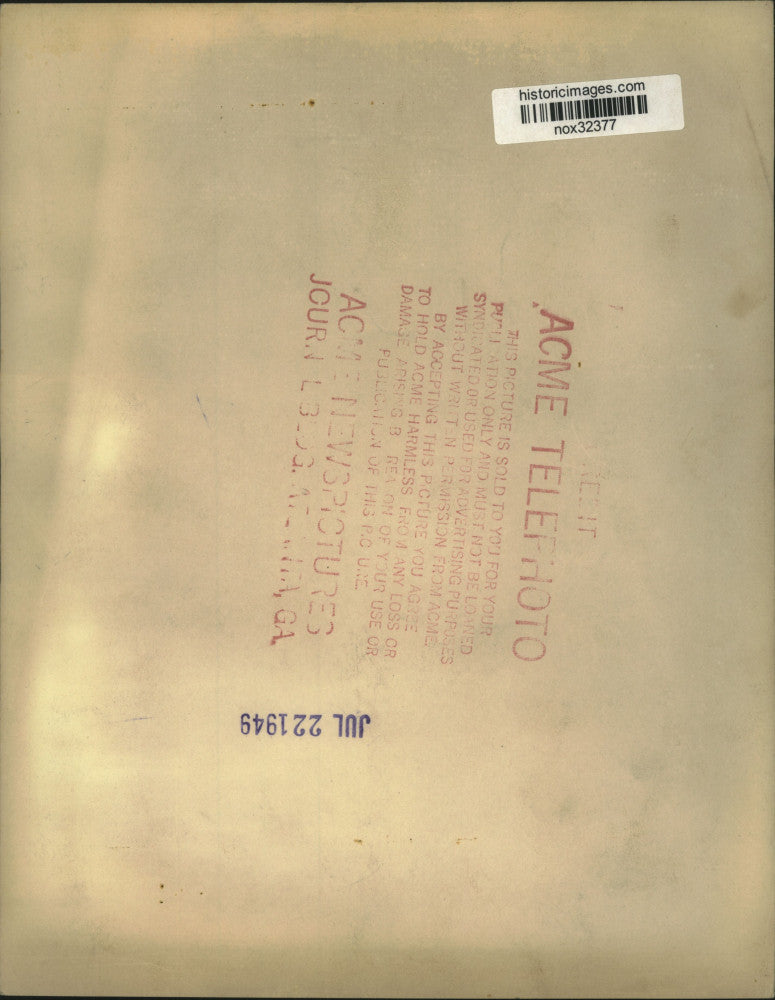 historicimages.com
nox32377
ACME TELEPHOTO
THIS PICTURE IS SOLD TO YOU FOR YOUR
PUBLICATION ONLY AND MUST NOT BE LOANED
SYNDICATED OR USED FOR ADVERTISING PURPOSES
WITHOUT WRITTEN PERMISSION FROM ACME.
BY ACCEPTING THIS PICTURE YOU AGREE
TO HOLD ACME HARMLESS FROM ANY LOSS OR
DAMAGE ARISING BY REASON OF YOUR USE OR
PUBLICATION OF THIS PICTURE.
ACME NEWSPICTURES
JOURNAL BLDG. ATLANTA, GA.
JUL 22 1949